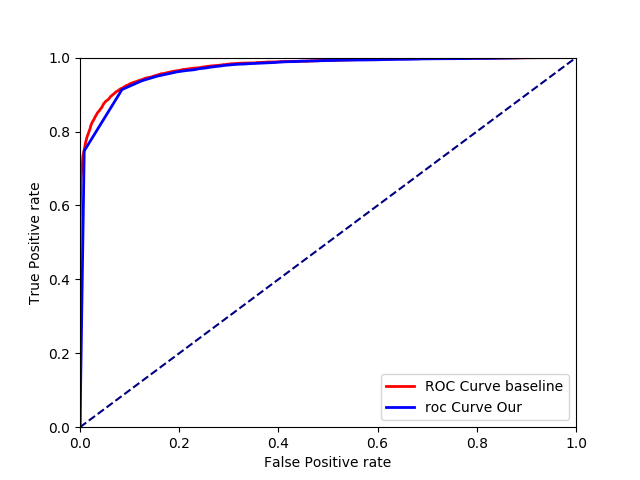 1.0
0.8
0.6
0.4
0.2
0.0
True Positive rate
0.0 0.2 0.4 0.6 0.8 1.0
False Positive rate
ROC Curve baseline
roc Curve Our